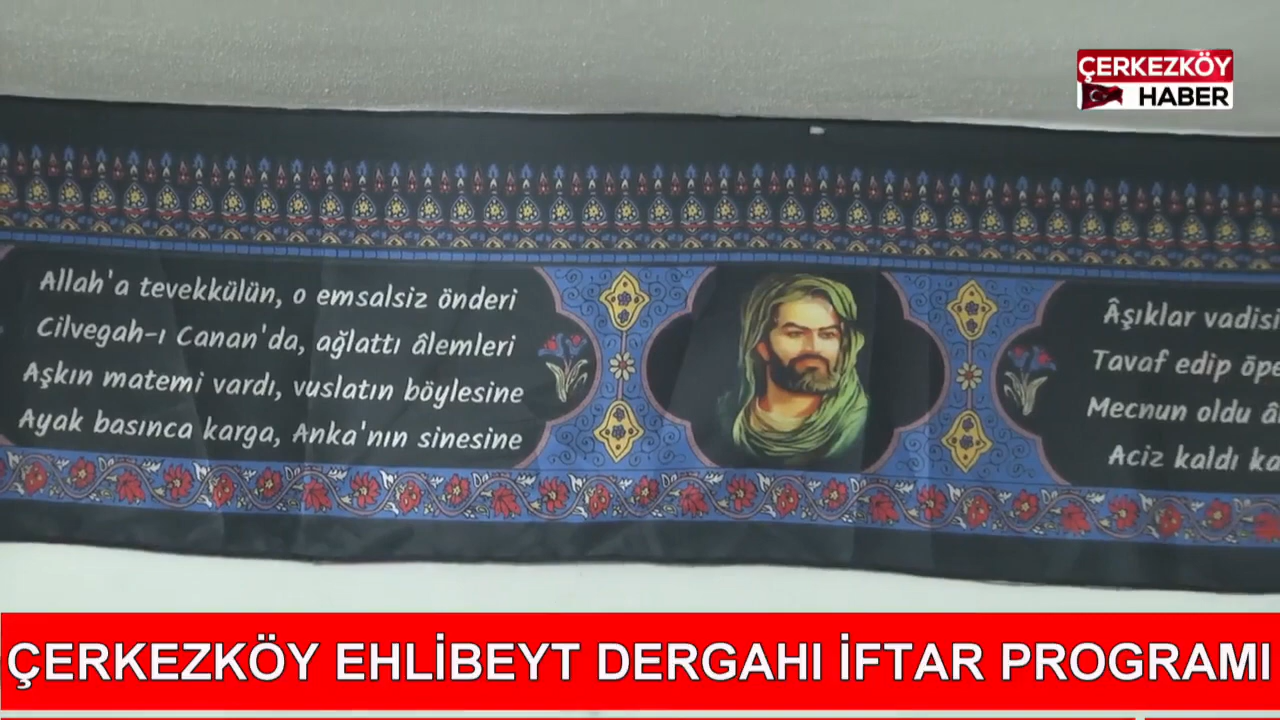 ÇERKEZKÖY
HABER
Allah'a tevekkülün, o emsalsiz önderi
Cilvegah-ı Canan'da, ağlattı âlemleri
Aşkın matemi vardı, vuslatın böylesine
Ayak basınca karga, Anka'nın sinesine
Âşıklar vadisi
Tavaf edip öpe
Mecnun oldu â
Aciz kaldı ka
ÇERKEZKÖY EHLİBEYT DERGAHI İFTAR PROGRAMI